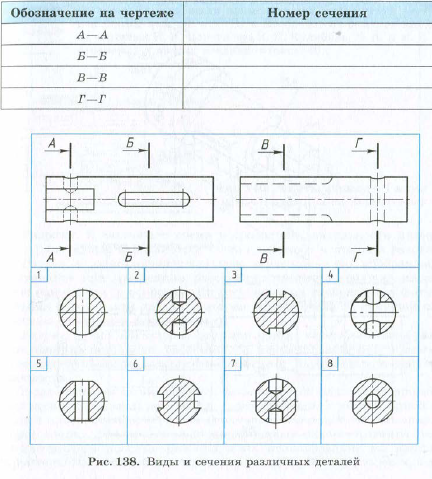 Обозначение на чертеже Номер сечения
А—А
Б—Б
В—В
Г—Г
А Б В Г
А Б В Г
1 2 3 4
5 6 7 8
Рис. 138. Виды и сечения различных деталей